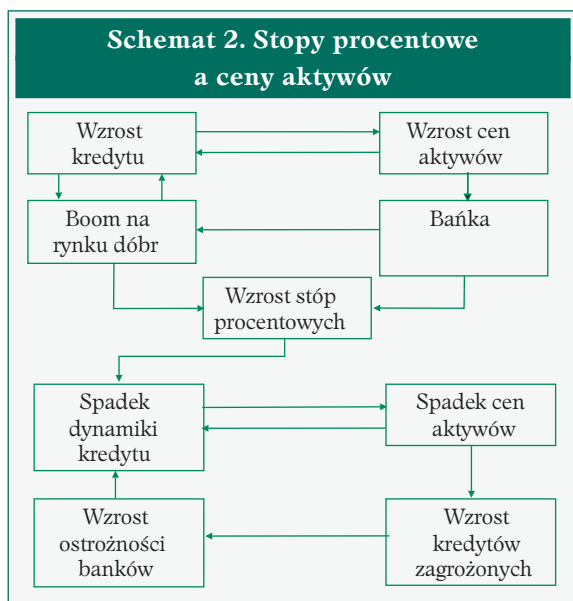 Schemat 2. Stopy procentowe
a ceny aktywów
Wzrost
kredytu
Wzrost cen
aktywów
Boom na
rynku dóbr
Bańka
Wzrost stóp
procentowych
Spadek
dynamiki
kredytu
Spadek cen
aktywów
Wzrost
ostrożności
banków
Wzrost
kredytów
zagrożonych